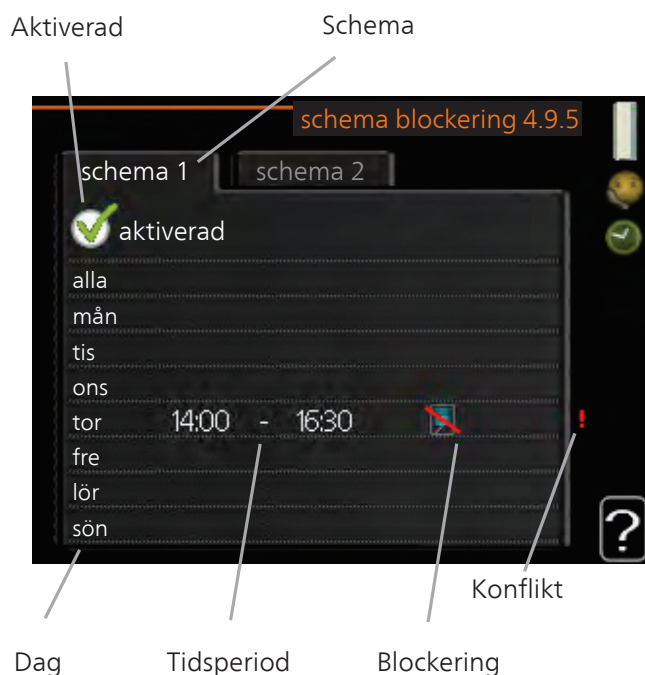 Aktiverad Schema
schema blockering 4.9.5
schema 1 schema 2
aktiverad
alla
mån
tis
ons
tor 14:00 - 16:30 !
fre
lör
sön
?
Konflikt
Dag Tidsperiod Blockering